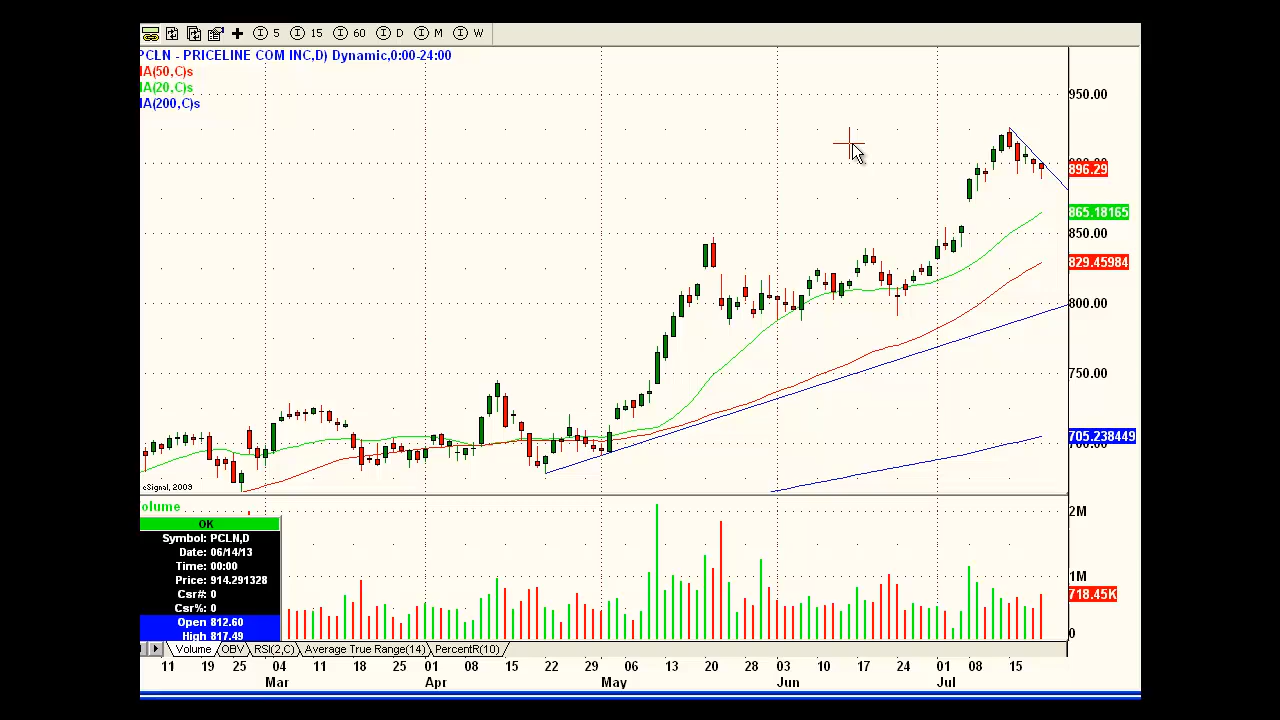 5 15 60 D M W
PCLN - PRICELINE COM INC,D) Dynamic,0:00-24:00
MA(50,C)s
MA(20,C)s
MA(200,C)s
950.00
896.29
865.18165
850.00
829.45984
800.00
750.00
705.238449
eSignal, 2003
olume
OK
Symbol: PCLN,D
Date: 06/14/13
Time: 00:00
Price: 914.291328
Csr#: 0
Csr%: 0
Open 812.60
High 817.49
2M
1M
718.45K
0
Volume OBV RSI(2,C) Average True Range(14) PercentR(10)
11 19 25 04 11 18 25 01 08 15 22 29 06 13 20 28 03 10 17 24 01 08 15
Mar Apr May Jun Jul